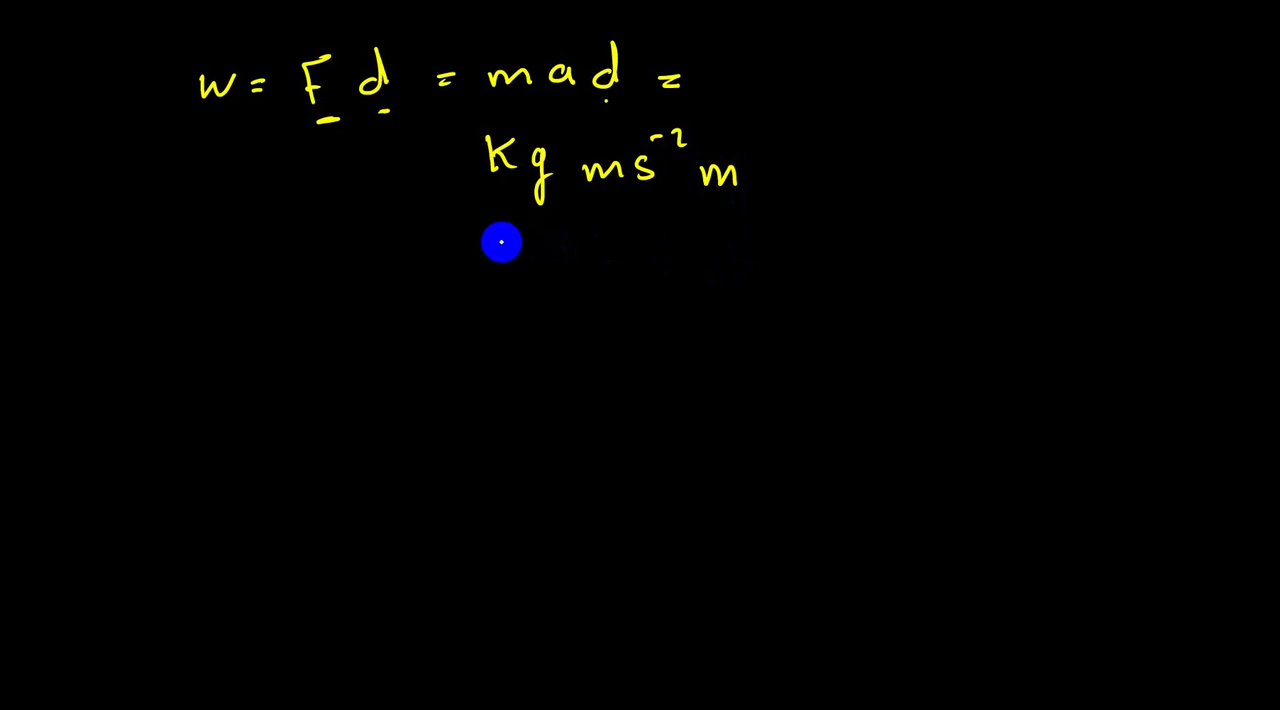 w = F d = m a d =
Kg ms⁻² m